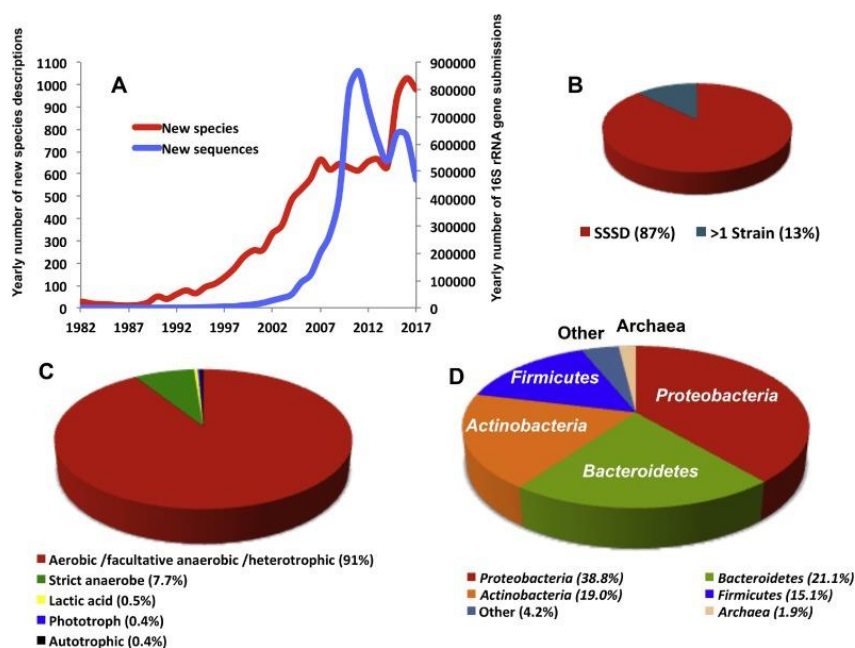 A
Yearly number of new species descriptions
1100
1000
900
800
700
600
500
400
300
200
100
0
New species
New sequences
1982 1987 1992 1997 2002 2007 2012 2017
900000
800000
700000
600000
500000
400000
300000
200000
100000
0
Yearly number of 16S rRNA gene submissions
B
SSSD (87%) >1 Strain (13%)
C
Aerobic /facultative anaerobic /heterotrophic (91%)
Strict anaerobe (7.7%)
Lactic acid (0.5%)
Phototroph (0.4%)
Autotrophic (0.4%)
D
Other Archaea
Firmicutes
Proteobacteria
Actinobacteria
Bacteroidetes
Proteobacteria (38.8%) Bacteroidetes (21.1%)
Actinobacteria (19.0%) Firmicutes (15.1%)
Other (4.2%) Archaea (1.9%)